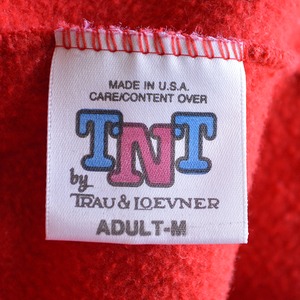 MADE IN U.S.A.
CARE/CONTENT OVER
TNT
by
TRAU & LOEVNER
ADULT-M